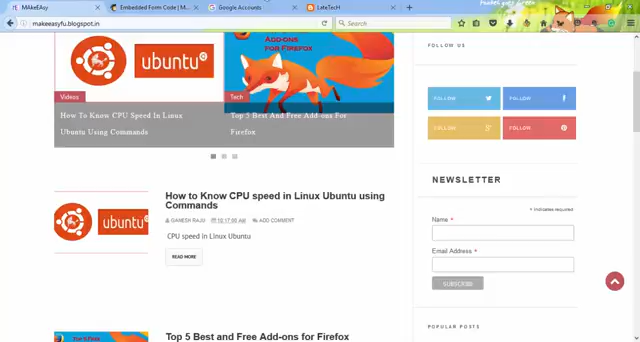 MAkeEAsy
Embedded Form Code | M...
Google Accounts
LateTecH
makeeasyfu.blogspot.in
Search
ubuntu
ADD-ONS
FOR FIREFOX
Videos
Tech
How To Know CPU Speed In Linux
Ubuntu Using Commands
Top 5 Best And Free Add-ons For
Firefox
How to Know CPU speed in Linux Ubuntu using
Commands
GANESH RAJU 10:17:00 AM ADD COMMENT
CPU speed in Linux Ubuntu
READ MORE
ubuntu
Top 5 Best and Free Add-ons for Firefox
FOLLOW US
FOLLOW
FOLLOW
FOLLOW
FOLLOW
NEWSLETTER
* indicates required
Name *
Email Address *
SUBSCRIBE
POPULAR POSTS